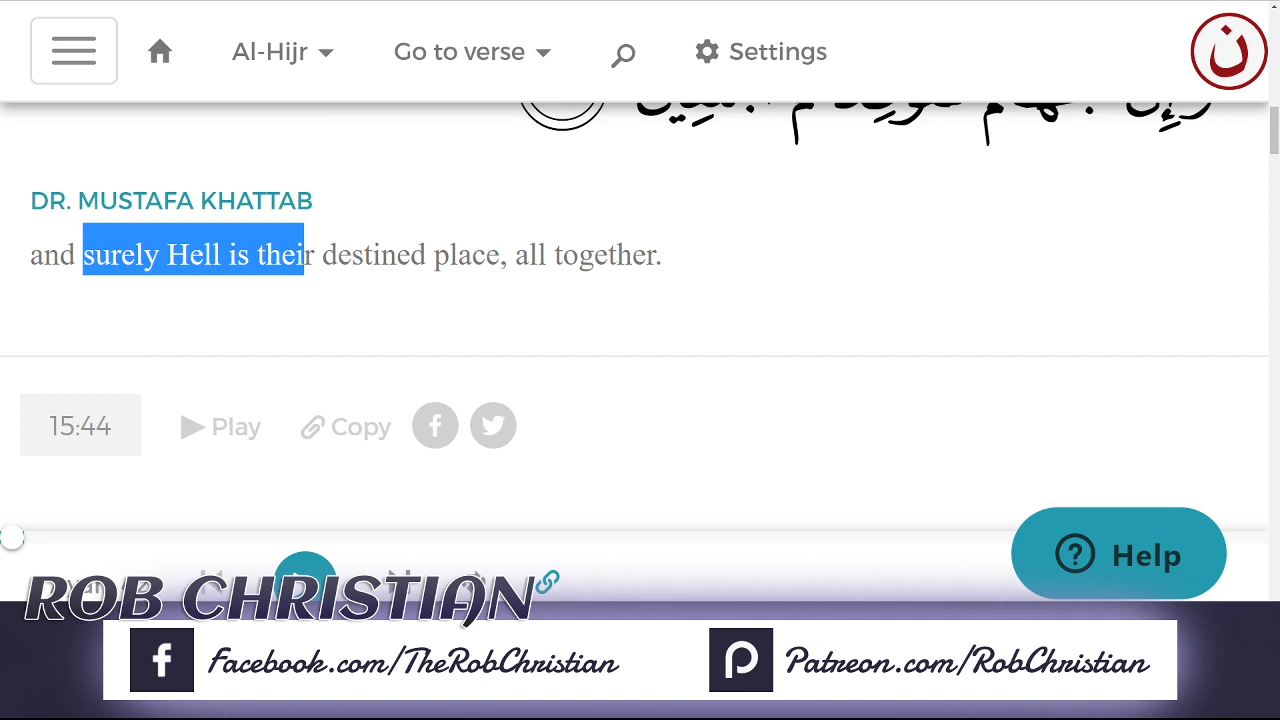 Al-Hijr Go to verse Settings
ن
وَإِنَّ جَهَنَّمَ لَمَوْعِدُهُمْ أَجْمَعِينَ
DR. MUSTAFA KHATTAB
and surely Hell is their destined place, all together.
15:44 Play Copy
Help
ROB CHRISTIAN
Facebook.com/TheRobChristian Patreon.com/RobChristian